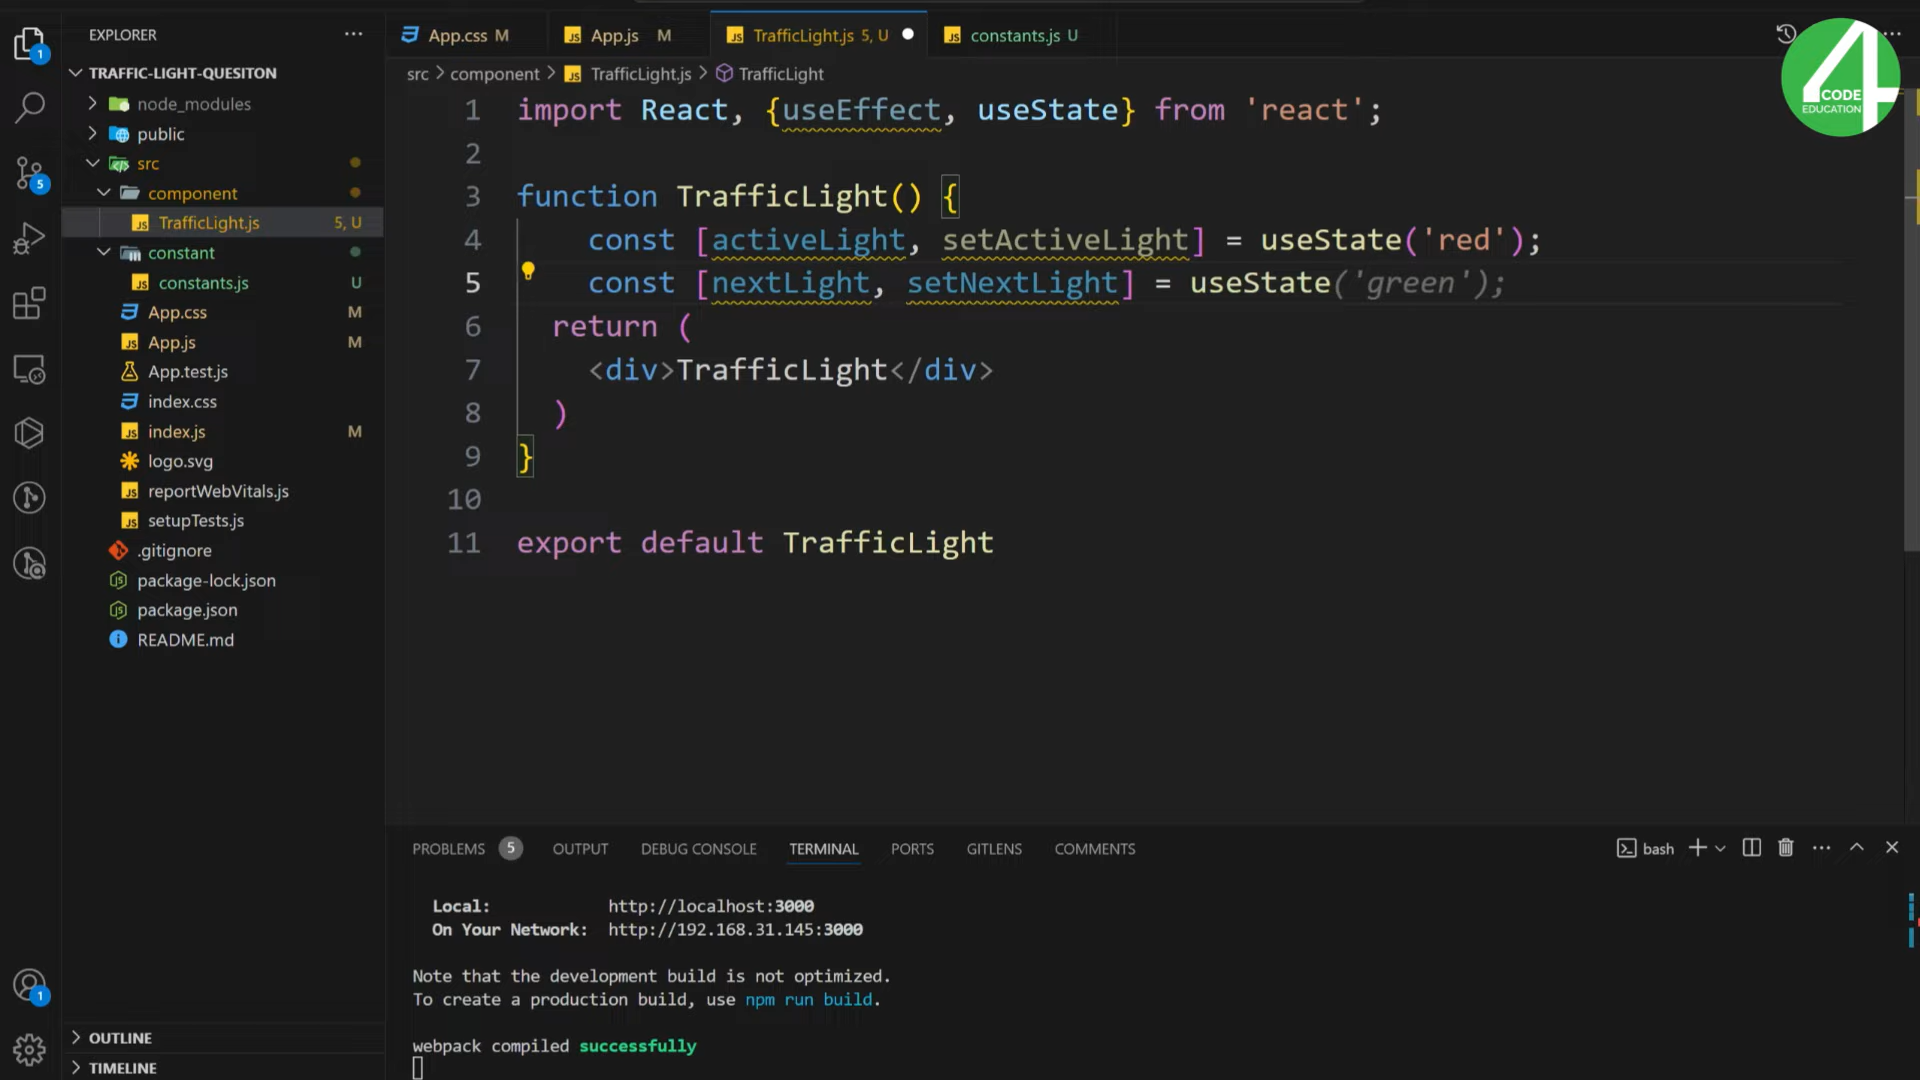 EXPLORER
TRAFFIC-LIGHT-QUESITON
node_modules
public
src
component
TrafficLight.js 5, U
constant
constants.js U
App.css M
App.js M
App.test.js
index.css
index.js M
logo.svg
reportWebVitals.js
setupTests.js
.gitignore
package-lock.json
package.json
README.md
OUTLINE
TIMELINE
1
5
1
App.css M App.js M TrafficLight.js 5, U constants.js U
src > component > TrafficLight.js > TrafficLight
4 CODE EDUCATION
1 import React, {useEffect, useState} from 'react';
2
3 function TrafficLight() {
4 const [activeLight, setActiveLight] = useState('red');
5 const [nextLight, setNextLight] = useState('green');
6 return (
7 <div>TrafficLight</div>
8 )
9 }
10
11 export default TrafficLight
PROBLEMS 5 OUTPUT DEBUG CONSOLE TERMINAL PORTS GITLENS COMMENTS bash
Local: http://localhost:3000
On Your Network: http://192.168.31.145:3000
Note that the development build is not optimized.
To create a production build, use npm run build.
webpack compiled successfully